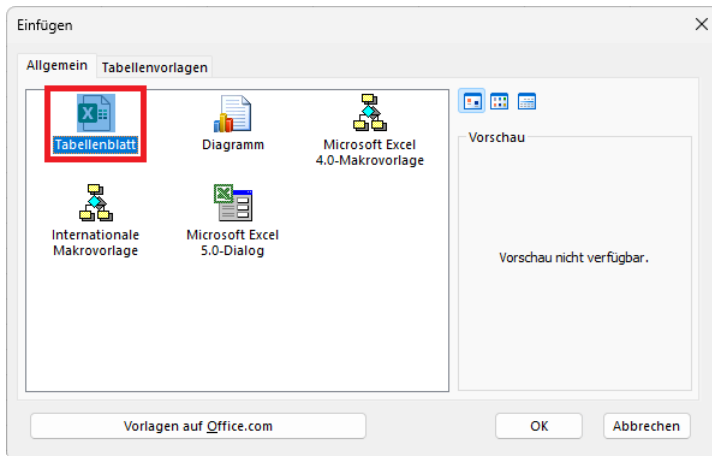 Einfügen
Allgemein
Tabellenvorlagen
Tabellenblatt
Diagramm
Microsoft Excel
4.0-Makrovorlage
Internationale
Makrovorlage
Microsoft Excel
5.0-Dialog
Vorschau
Vorschau nicht verfügbar.
Vorlagen auf Office.com
OK
Abbrechen